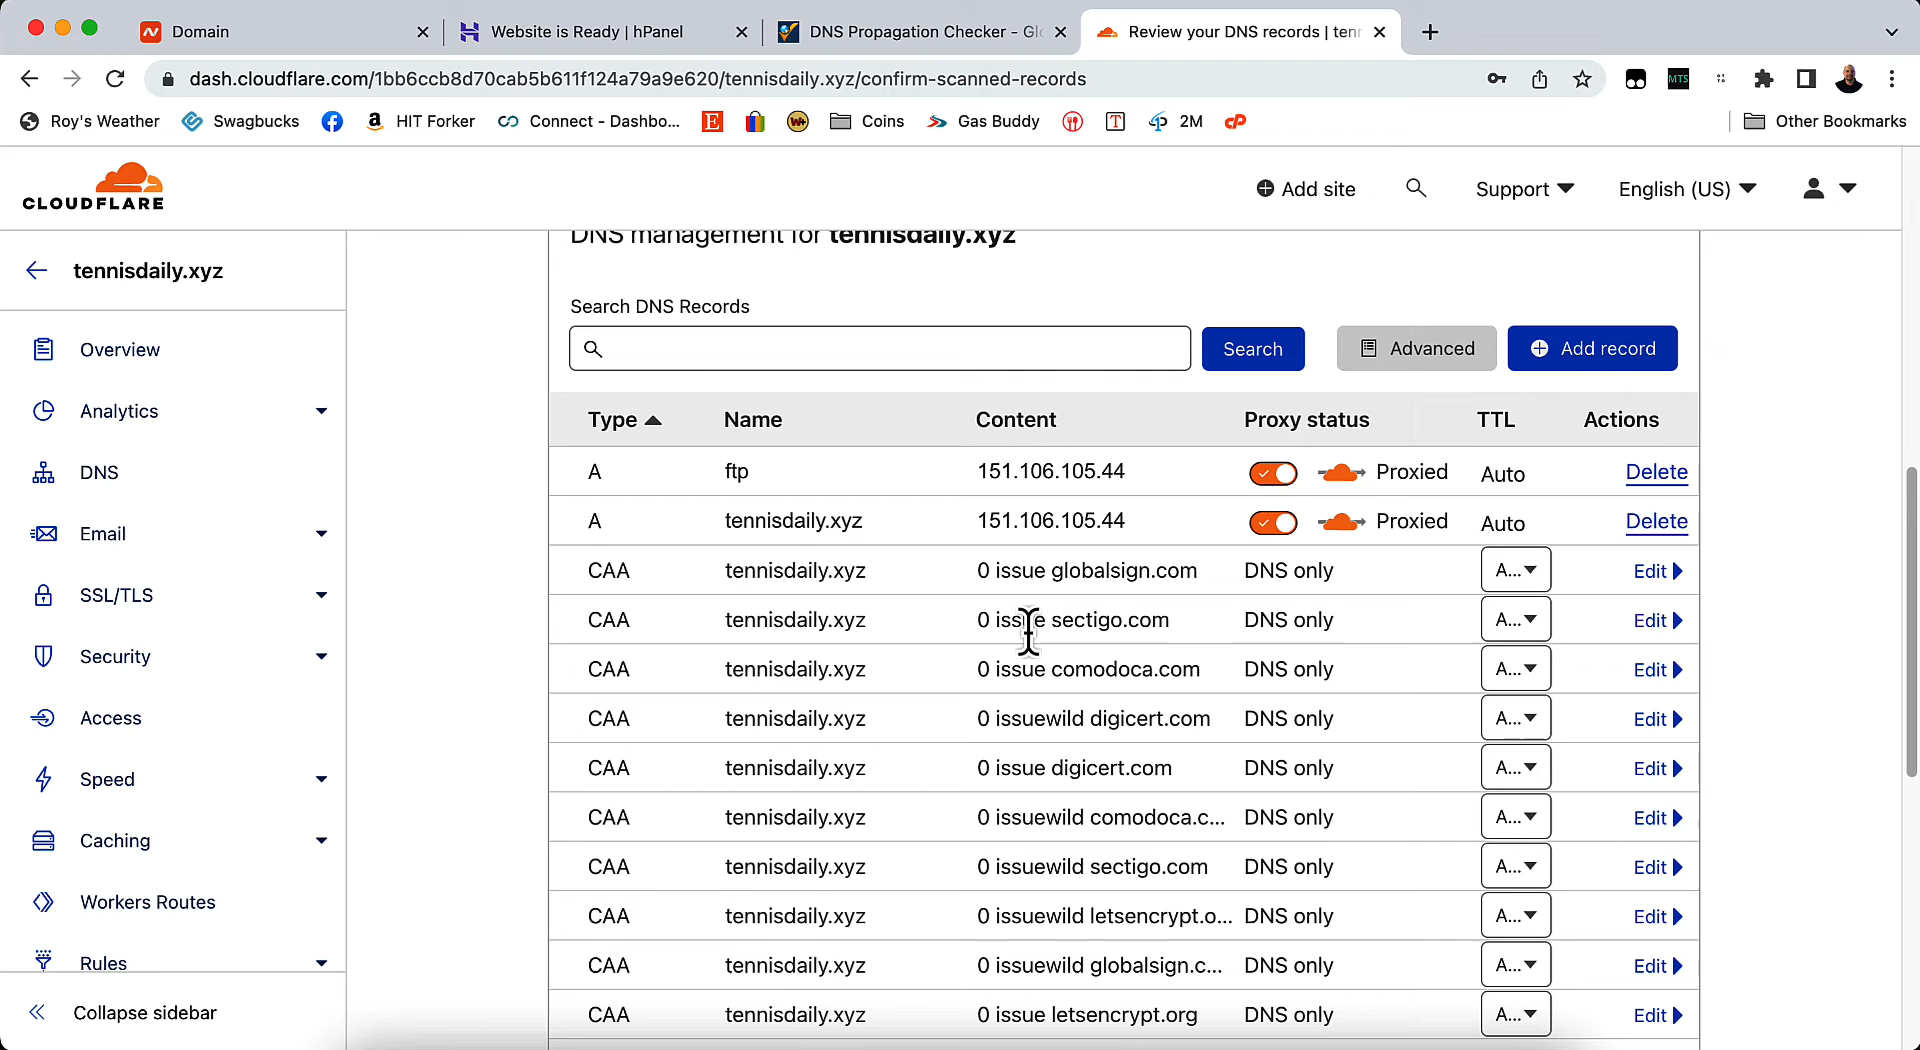 Domain
Website is Ready | hPanel
DNS Propagation Checker - Gl
Review your DNS records | ten
dash.cloudflare.com/1bb6ccb8d70cab5b611f124a79a9e620/tennisdaily.xyz/confirm-scanned-records
MTS
Roy's Weather
Swagbucks
HIT Forker
Connect - Dashbo...
Coins
Gas Buddy
2M
Other Bookmarks
CLOUDFLARE
Add site
Support
English (US)
tennisdaily.xyz
Overview
Analytics
DNS
Email
SSL/TLS
Security
Access
Speed
Caching
Workers Routes
Rules
Collapse sidebar
DNS management for tennisdaily.xyz
Search DNS Records
Search
Advanced
Add record
Type Name Content Proxy status TTL Actions
A ftp 151.106.105.44 Proxied Auto Delete
A tennisdaily.xyz 151.106.105.44 Proxied Auto Delete
CAA tennisdaily.xyz 0 issue globalsign.com DNS only A... Edit
CAA tennisdaily.xyz 0 issue sectigo.com DNS only A... Edit
CAA tennisdaily.xyz 0 issue comodoca.com DNS only A... Edit
CAA tennisdaily.xyz 0 issuewild digicert.com DNS only A... Edit
CAA tennisdaily.xyz 0 issue digicert.com DNS only A... Edit
CAA tennisdaily.xyz 0 issuewild comodoca.c... DNS only A... Edit
CAA tennisdaily.xyz 0 issuewild sectigo.com DNS only A... Edit
CAA tennisdaily.xyz 0 issuewild letsencrypt.o... DNS only A... Edit
CAA tennisdaily.xyz 0 issuewild globalsign.c... DNS only A... Edit
CAA tennisdaily.xyz 0 issue letsencrypt.org DNS only A... Edit